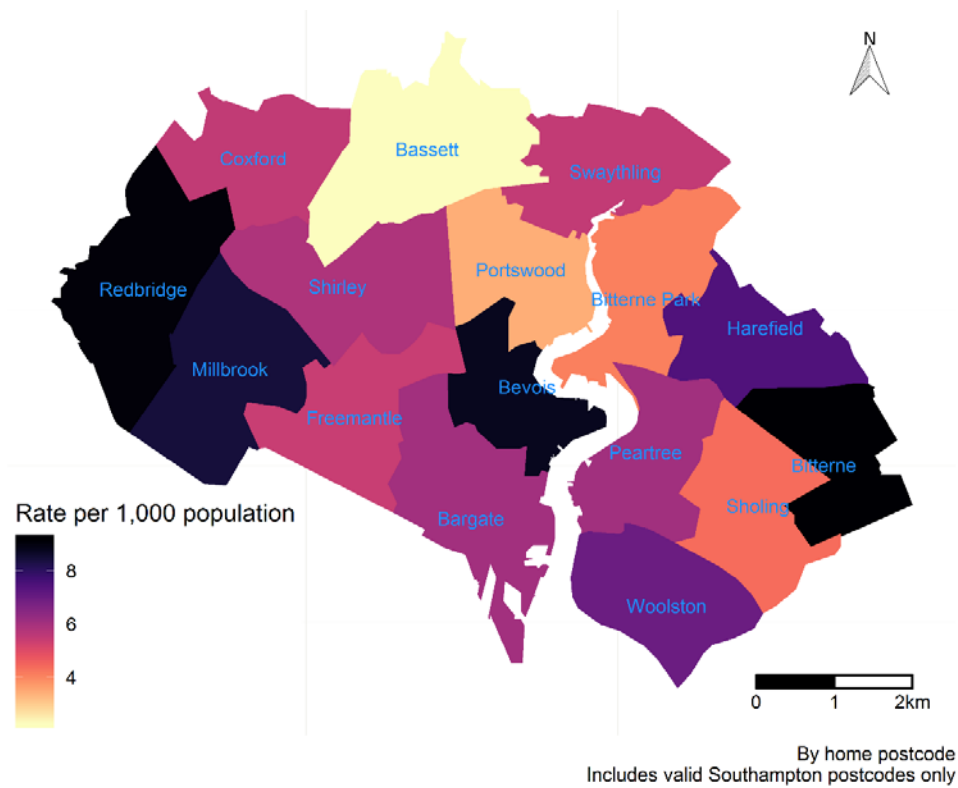 N
Bassett
Coxford
Swaythling
Portswood
Redbridge
Shirley
Bitterne Park
Harefield
Millbrook
Bevois
Freemantle
Peartree
Bitterne
Sholing
Bargate
Woolston
Rate per 1,000 population
8
6
4
0 1 2km
By home postcode
Includes valid Southampton postcodes only